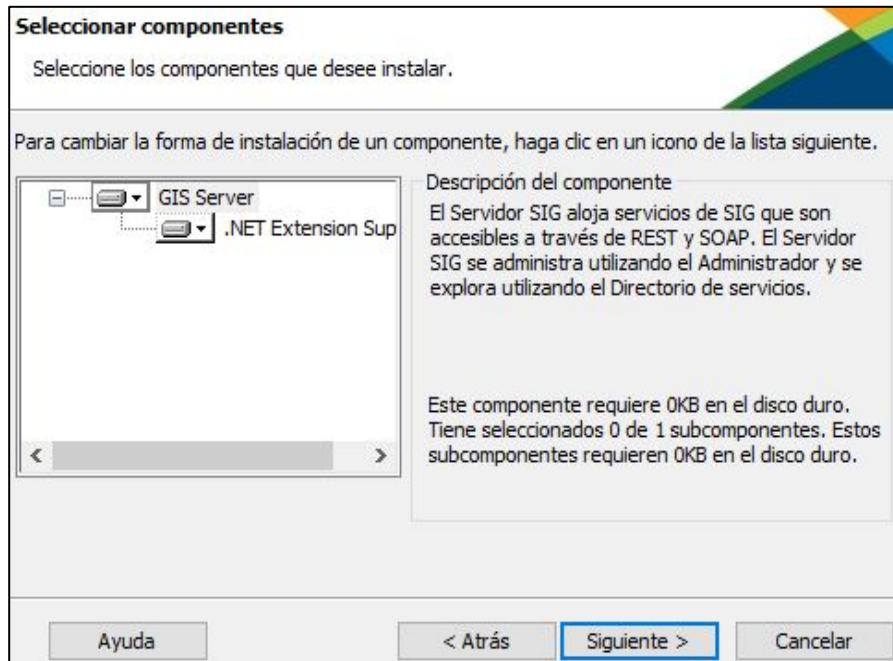 Seleccionar componentes
Seleccione los componentes que desee instalar.
Para cambiar la forma de instalación de un componente, haga clic en un icono de la lista siguiente.
GIS Server
.NET Extension Sup
Descripción del componente
El Servidor SIG aloja servicios de SIG que son
accesibles a través de REST y SOAP. El Servidor
SIG se administra utilizando el Administrador y se
explora utilizando el Directorio de servicios.
Este componente requiere 0KB en el disco duro.
Tiene seleccionados 0 de 1 subcomponentes. Estos
subcomponentes requieren 0KB en el disco duro.
Ayuda
< Atrás
Siguiente >
Cancelar